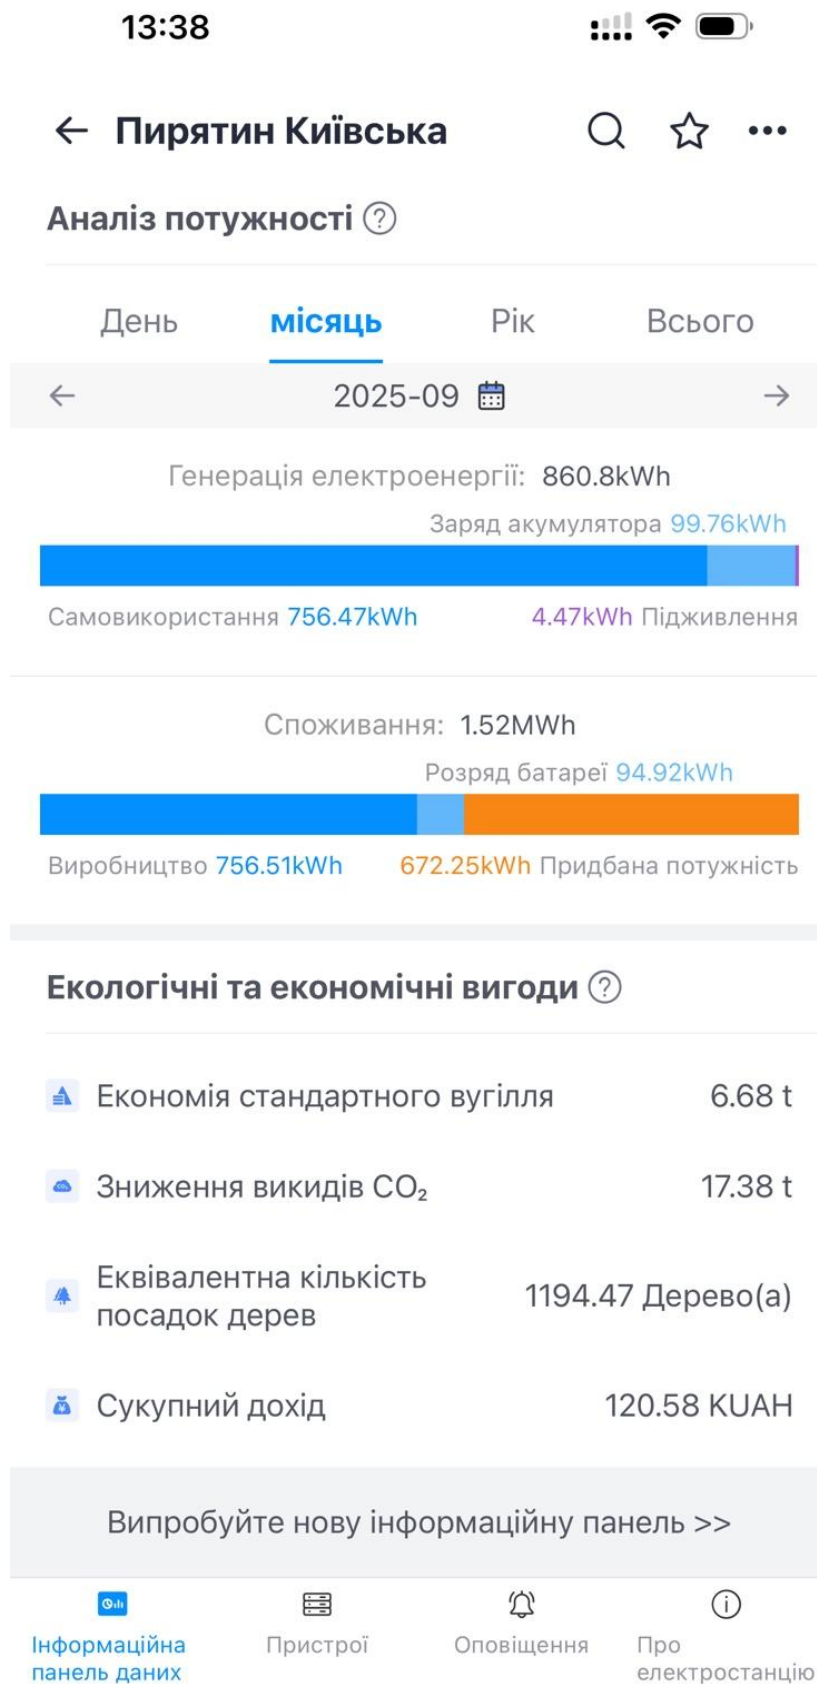 13:38
Пирятин Київська
Аналіз потужності
День місяць Рік Всього
2025-09
Генерація електроенергії: 860.8kWh
Заряд акумулятора 99.76kWh
Самовикористання 756.47kWh 4.47kWh Підживлення
Споживання: 1.52MWh
Розряд батареї 94.92kWh
Виробництво 756.51kWh 672.25kWh Придбана потужність
Екологічні та економічні вигоди
Економія стандартного вугілля 6.68 t
Зниження викидів CO₂ 17.38 t
Еквівалентна кількість
посадок дерев 1194.47 Дерево(а)
Сукупний дохід 120.58 KUAH
Випробуйте нову інформаційну панель >>
Інформаційна
панель даних
Пристрої
Оповіщення
Про
електростанцію